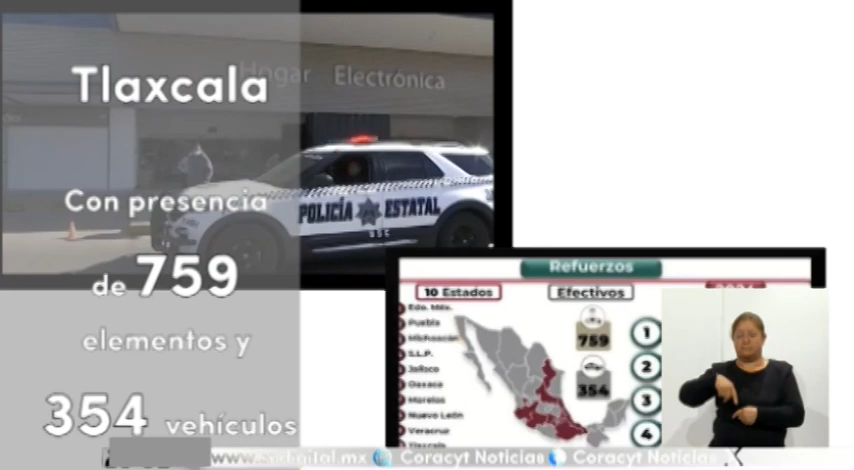 Tlaxcala
Hogar Electrónica
Con presencia
POLICÍA ESTATAL
de 759
elementos y
354 vehículos
Refuerzos
10 Estados
Efectivos
Edo. Méx.
Puebla
Michoacán
S.L.P.
Jalisco
Oaxaca
Morelos
Nuevo León
Veracruz
Tlaxcala
759
354
1
2
3
4
Coracyt Noticias
Coracyt Noticias